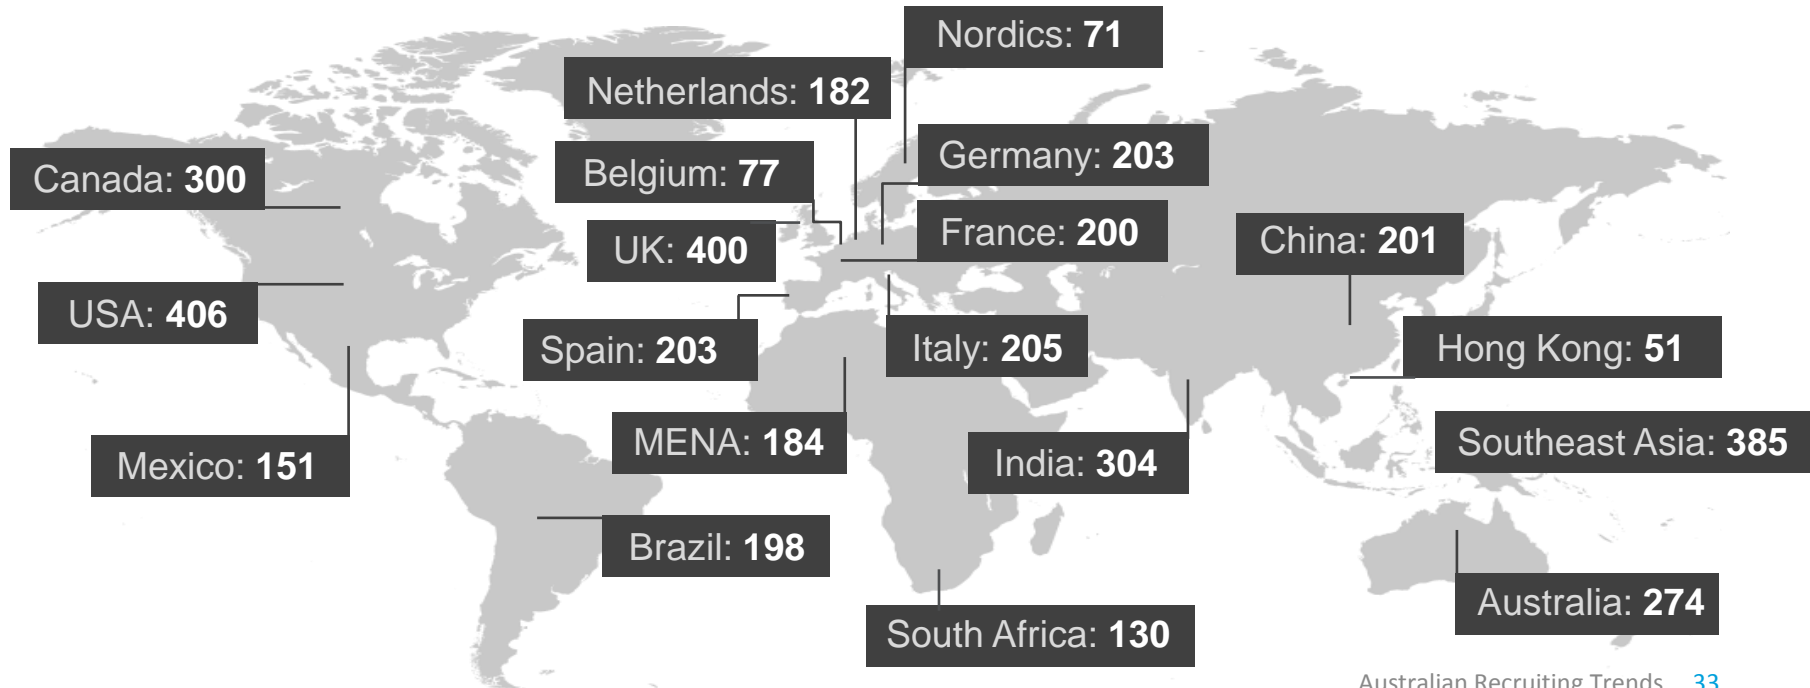 Nordics: 71
Netherlands: 182
Germany: 203
Belgium: 77
Canada: 300
France: 200
China: 201
UK: 400
USA: 406
Spain: 203
Italy: 205
Hong Kong: 51
MENA: 184
Southeast Asia: 385
India: 304
Mexico: 151
Brazil: 198
Australia: 274
South Africa: 130
Australian Recruiting Trends 33